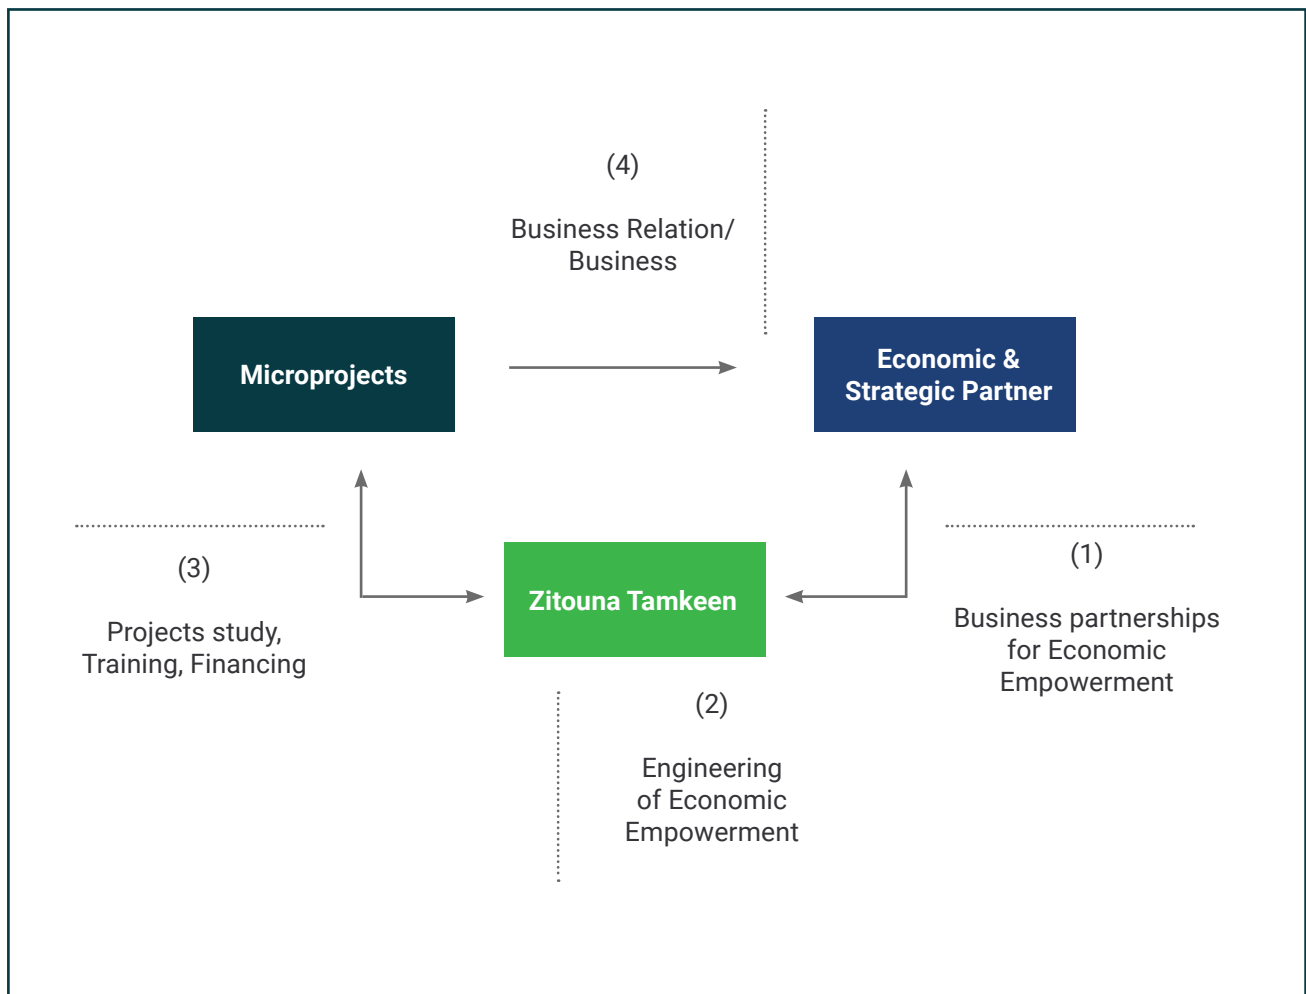 (4)
Business Relation/
Business
Microprojects
Economic &
Strategic Partner
(3)
Projects study,
Training, Financing
Zitouna Tamkeen
(1)
Business partnerships
for Economic
Empowerment
(2)
Engineering
of Economic
Empowerment